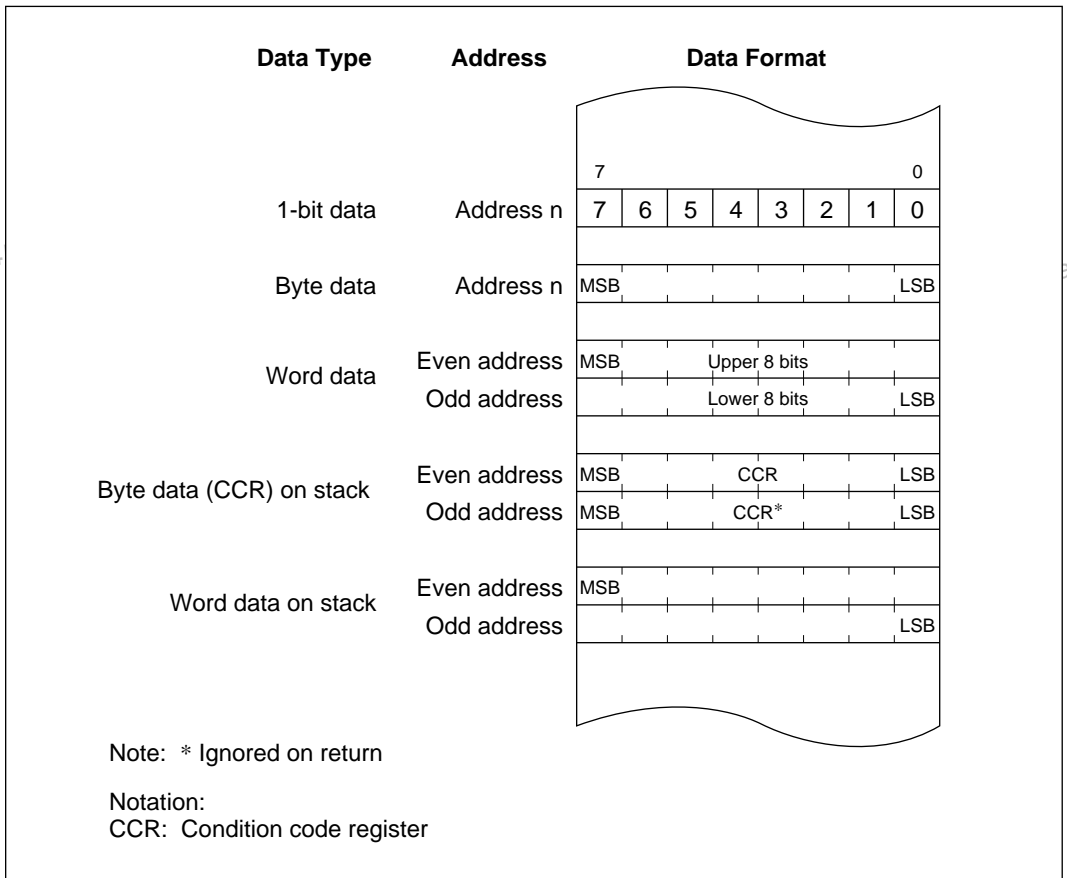 Data Type Address Data Format
7 0
1-bit data Address n 7 6 5 4 3 2 1 0
Byte data Address n MSB LSB
Word data
Even address MSB Upper 8 bits
Odd address Lower 8 bits LSB
Byte data (CCR) on stack
Even address MSB CCR LSB
Odd address MSB CCR* LSB
Word data on stack
Even address MSB
Odd address LSB
Note: * Ignored on return
Notation:
CCR: Condition code register